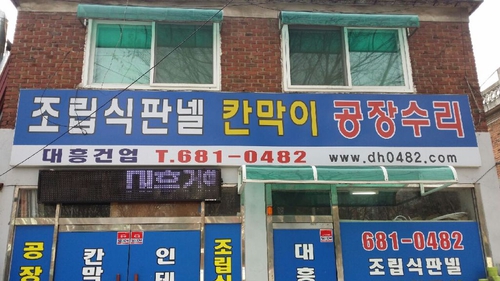 조립식판넬 칸막이 공장수리
대흥건업 T.681-0482 www.dh0482.com
대흥건
681-0482
조립식판넬
공장
칸막
인테
조립식
대흥